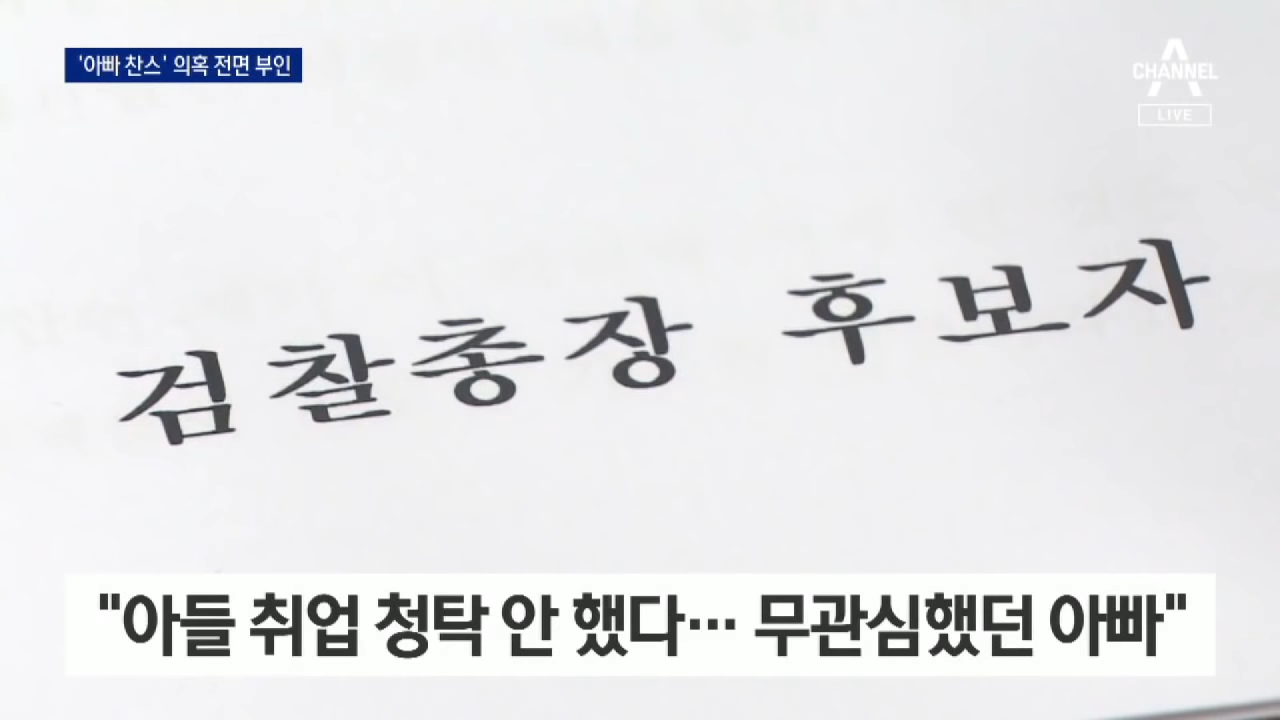 '아빠 찬스' 의혹 전면 부인
CHANNEL
LIVE
검찰총장 후보자
"아들 취업 청탁 안 했다… 무관심했던 아빠"